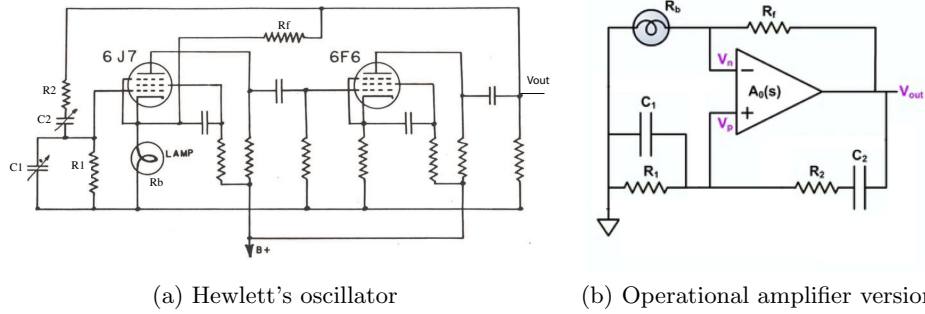 Rf
6J7
6F6
R2
C2
C1
R1
LAMP
Rb
Vout
B+
(a) Hewlett's oscillator
Rb
Rf
Vn
A0(s)
Vout
C1
Vp
C2
R1
R2
(b) Operational amplifier version